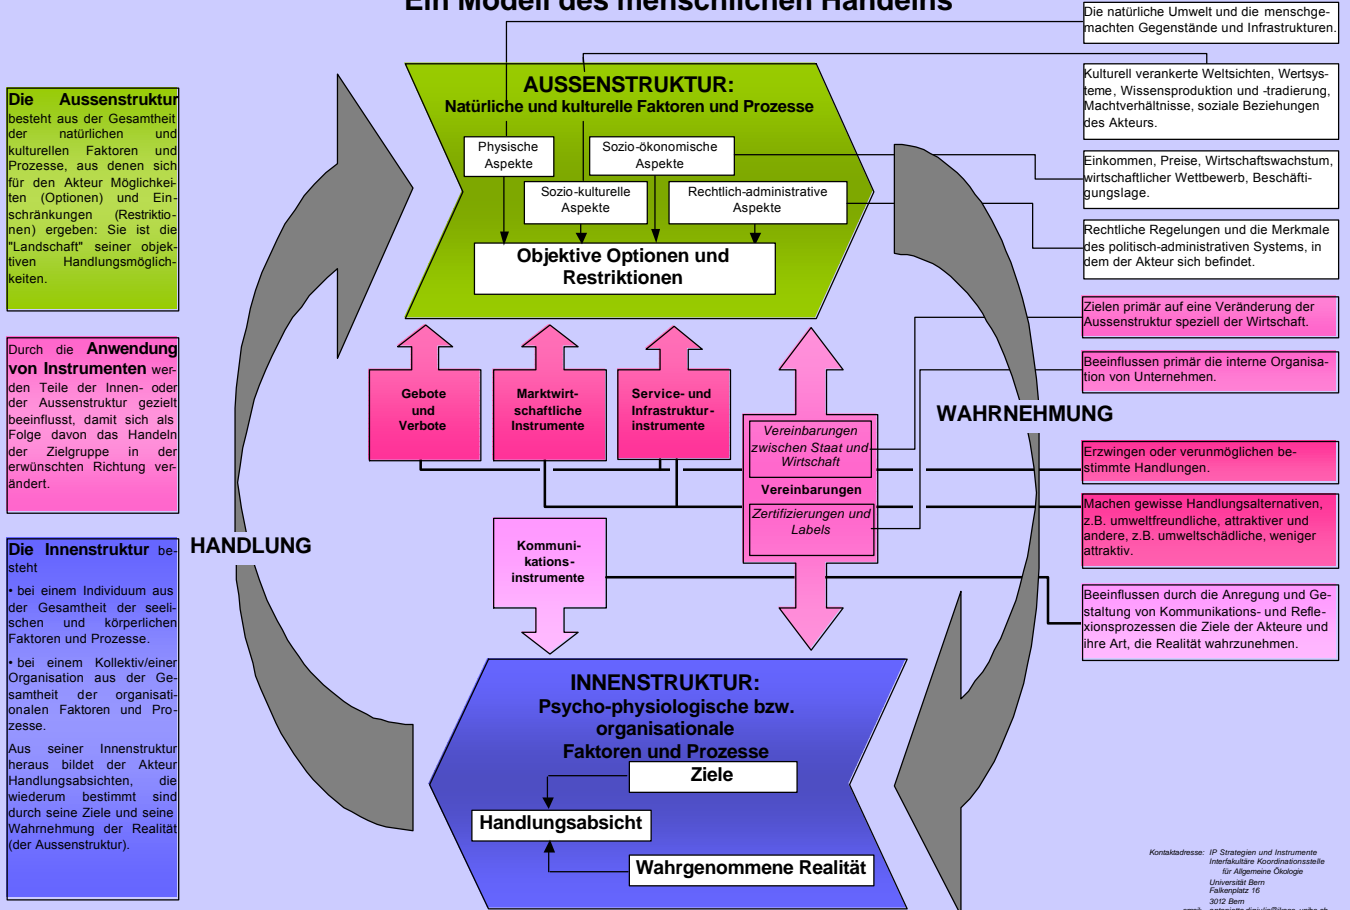 Ein Modell des menschlichen Handelns
Die Aussenstruktur
besteht aus der Gesamtheit
der natürlichen und
kulturellen Faktoren und
Prozesse, aus denen sich
für den Akteur Möglichkei-
ten (Optionen) und Ein-
schränkungen (Restriktio-
nen) ergeben: Sie ist die
"Landschaft" seiner objek-
tiven Handlungsmöglich-
keiten.
Durch die Anwendung
von Instrumenten wer-
den Teile der Innen- oder
der Aussenstruktur gezielt
beeinflusst, damit sich als
Folge davon das Handeln
der Zielgruppe in der
erwünschten Richtung ver-
ändert.
Die Innenstruktur be-
steht
• bei einem Individuum aus
der Gesamtheit der seeli-
schen und körperlichen
Faktoren und Prozesse.
• bei einem Kollektiv/einer
Organisation aus der Ge-
samtheit der organisati-
onalen Faktoren und Pro-
zesse.
Aus seiner Innenstruktur
heraus bildet der Akteur
Handlungsabsichten, die
wiederum bestimmt sind
durch seine Ziele und seine
Wahrnehmung der Realität
(der Aussenstruktur).
HANDLUNG
AUSSENSTRUKTUR:
Natürliche und kulturelle Faktoren und Prozesse
Physische
Aspekte
Sozio-ökonomische
Aspekte
Sozio-kulturelle
Aspekte
Rechtlich-administrative
Aspekte
Objektive Optionen und
Restriktionen
Gebote
und
Verbote
Marktwirt-
schaftliche
Instrumente
Service- und
Infrastruktur-
instrumente
Vereinbarungen
zwischen Staat und
Wirtschaft
Vereinbarungen
Zertifizierungen und
Labels
Kommuni-
kations-
instrumente
WAHRNEHMUNG
INNENSTRUKTUR:
Psycho-physiologische bzw.
organisationale
Faktoren und Prozesse
Ziele
Handlungsabsicht
Wahrgenommene Realität
Die natürliche Umwelt und die menschge-
machten Gegenstände und Infrastrukturen.
Kulturell verankerte Weltsichten, Wertsys-
teme, Wissensproduktion und -tradierung,
Machtverhältnisse, soziale Beziehungen
des Akteurs.
Einkommen, Preise, Wirtschaftswachstum,
wirtschaftlicher Wettbewerb, Beschäfti-
gungslage.
Rechtliche Regelungen und die Merkmale
des politisch-administrativen Systems, in
dem der Akteur sich befindet.
Zielen primär auf eine Veränderung der
Aussenstruktur speziell der Wirtschaft.
Beeinflussen primär die interne Organisa-
tion von Unternehmen.
Erzwingen oder verunmöglichen be-
stimmte Handlungen.
Machen gewisse Handlungsalternativen,
z.B. umweltfreundliche, attraktiver und
andere, z.B. umweltschädliche, weniger
attraktiv.
Beeinflussen durch die Anregung und Ge-
staltung von Kommunikations- und Refle-
xionsprozessen die Ziele der Akteure und
ihre Art, die Realität wahrzunehmen.
Kontaktadresse: IP Strategien und Instrumente
Interfakultäre Koordinationsstelle
für Allgemeine Ökologie
Universität Bern
Falkenplatz 16
3012 Bern